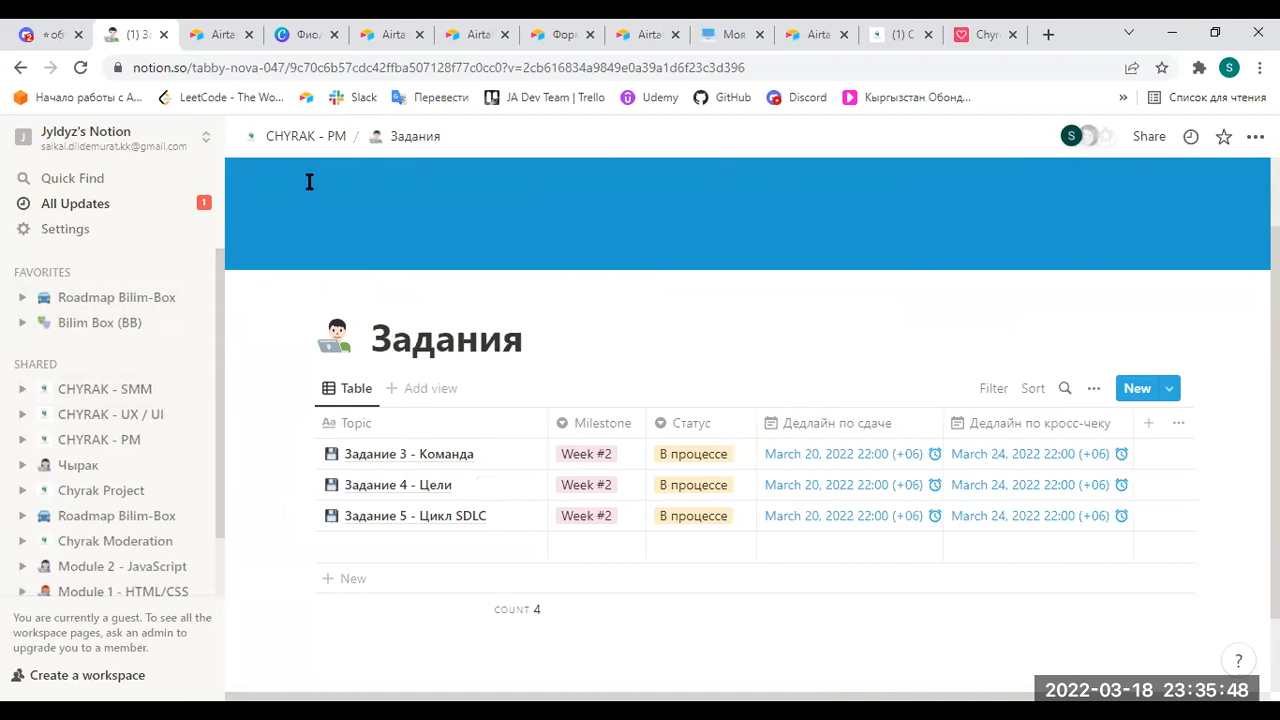 ⭐об
(1) За
Airta
Фио.
Airta
Airta
Фор
Airta
Моя
Airta
(1) C
Chyr
notion.so/tabby-nova-047/9c70c6b57cdc42ffba507128f77c0cc0?v=2cb616834a9849e0a39a1d6f23c3d396
S
Начало работы с A...
LeetCode - The Wo...
Slack
Перевести
JA Dev Team | Trello
Udemy
GitHub
Discord
Кыргызстан Обонд...
»
Список для чтения
J
Jyldyz's Notion
saikal.dildemurat.kk@gmail.com
CHYRAK - PM / Задания
S
Share
Quick Find
All Updates 1
Settings
FAVORITES
Roadmap Bilim-Box
Bilim Box (BB)
SHARED
CHYRAK - SMM
CHYRAK - UX / UI
CHYRAK - PM
Чырак
Chyrak Project
Roadmap Bilim-Box
Chyrak Moderation
Module 2 - JavaScript
Module 1 - HTML/CSS
You are currently a guest. To see all the
workspace pages, ask an admin to
upgrade you to a member.
Create a workspace
Задания
Table
+ Add view
Filter
Sort
New
Aa Topic
Milestone
Статус
Дедлайн по сдаче
Дедлайн по кросс-чеку
Задание 3 - Команда
Week #2
В процессе
March 20, 2022 22:00 (+06)
March 24, 2022 22:00 (+06)
Задание 4 - Цели
Week #2
В процессе
March 20, 2022 22:00 (+06)
March 24, 2022 22:00 (+06)
Задание 5 - Цикл SDLC
Week #2
В процессе
March 20, 2022 22:00 (+06)
March 24, 2022 22:00 (+06)
+ New
COUNT 4
?
2022-03-18 23:35:48